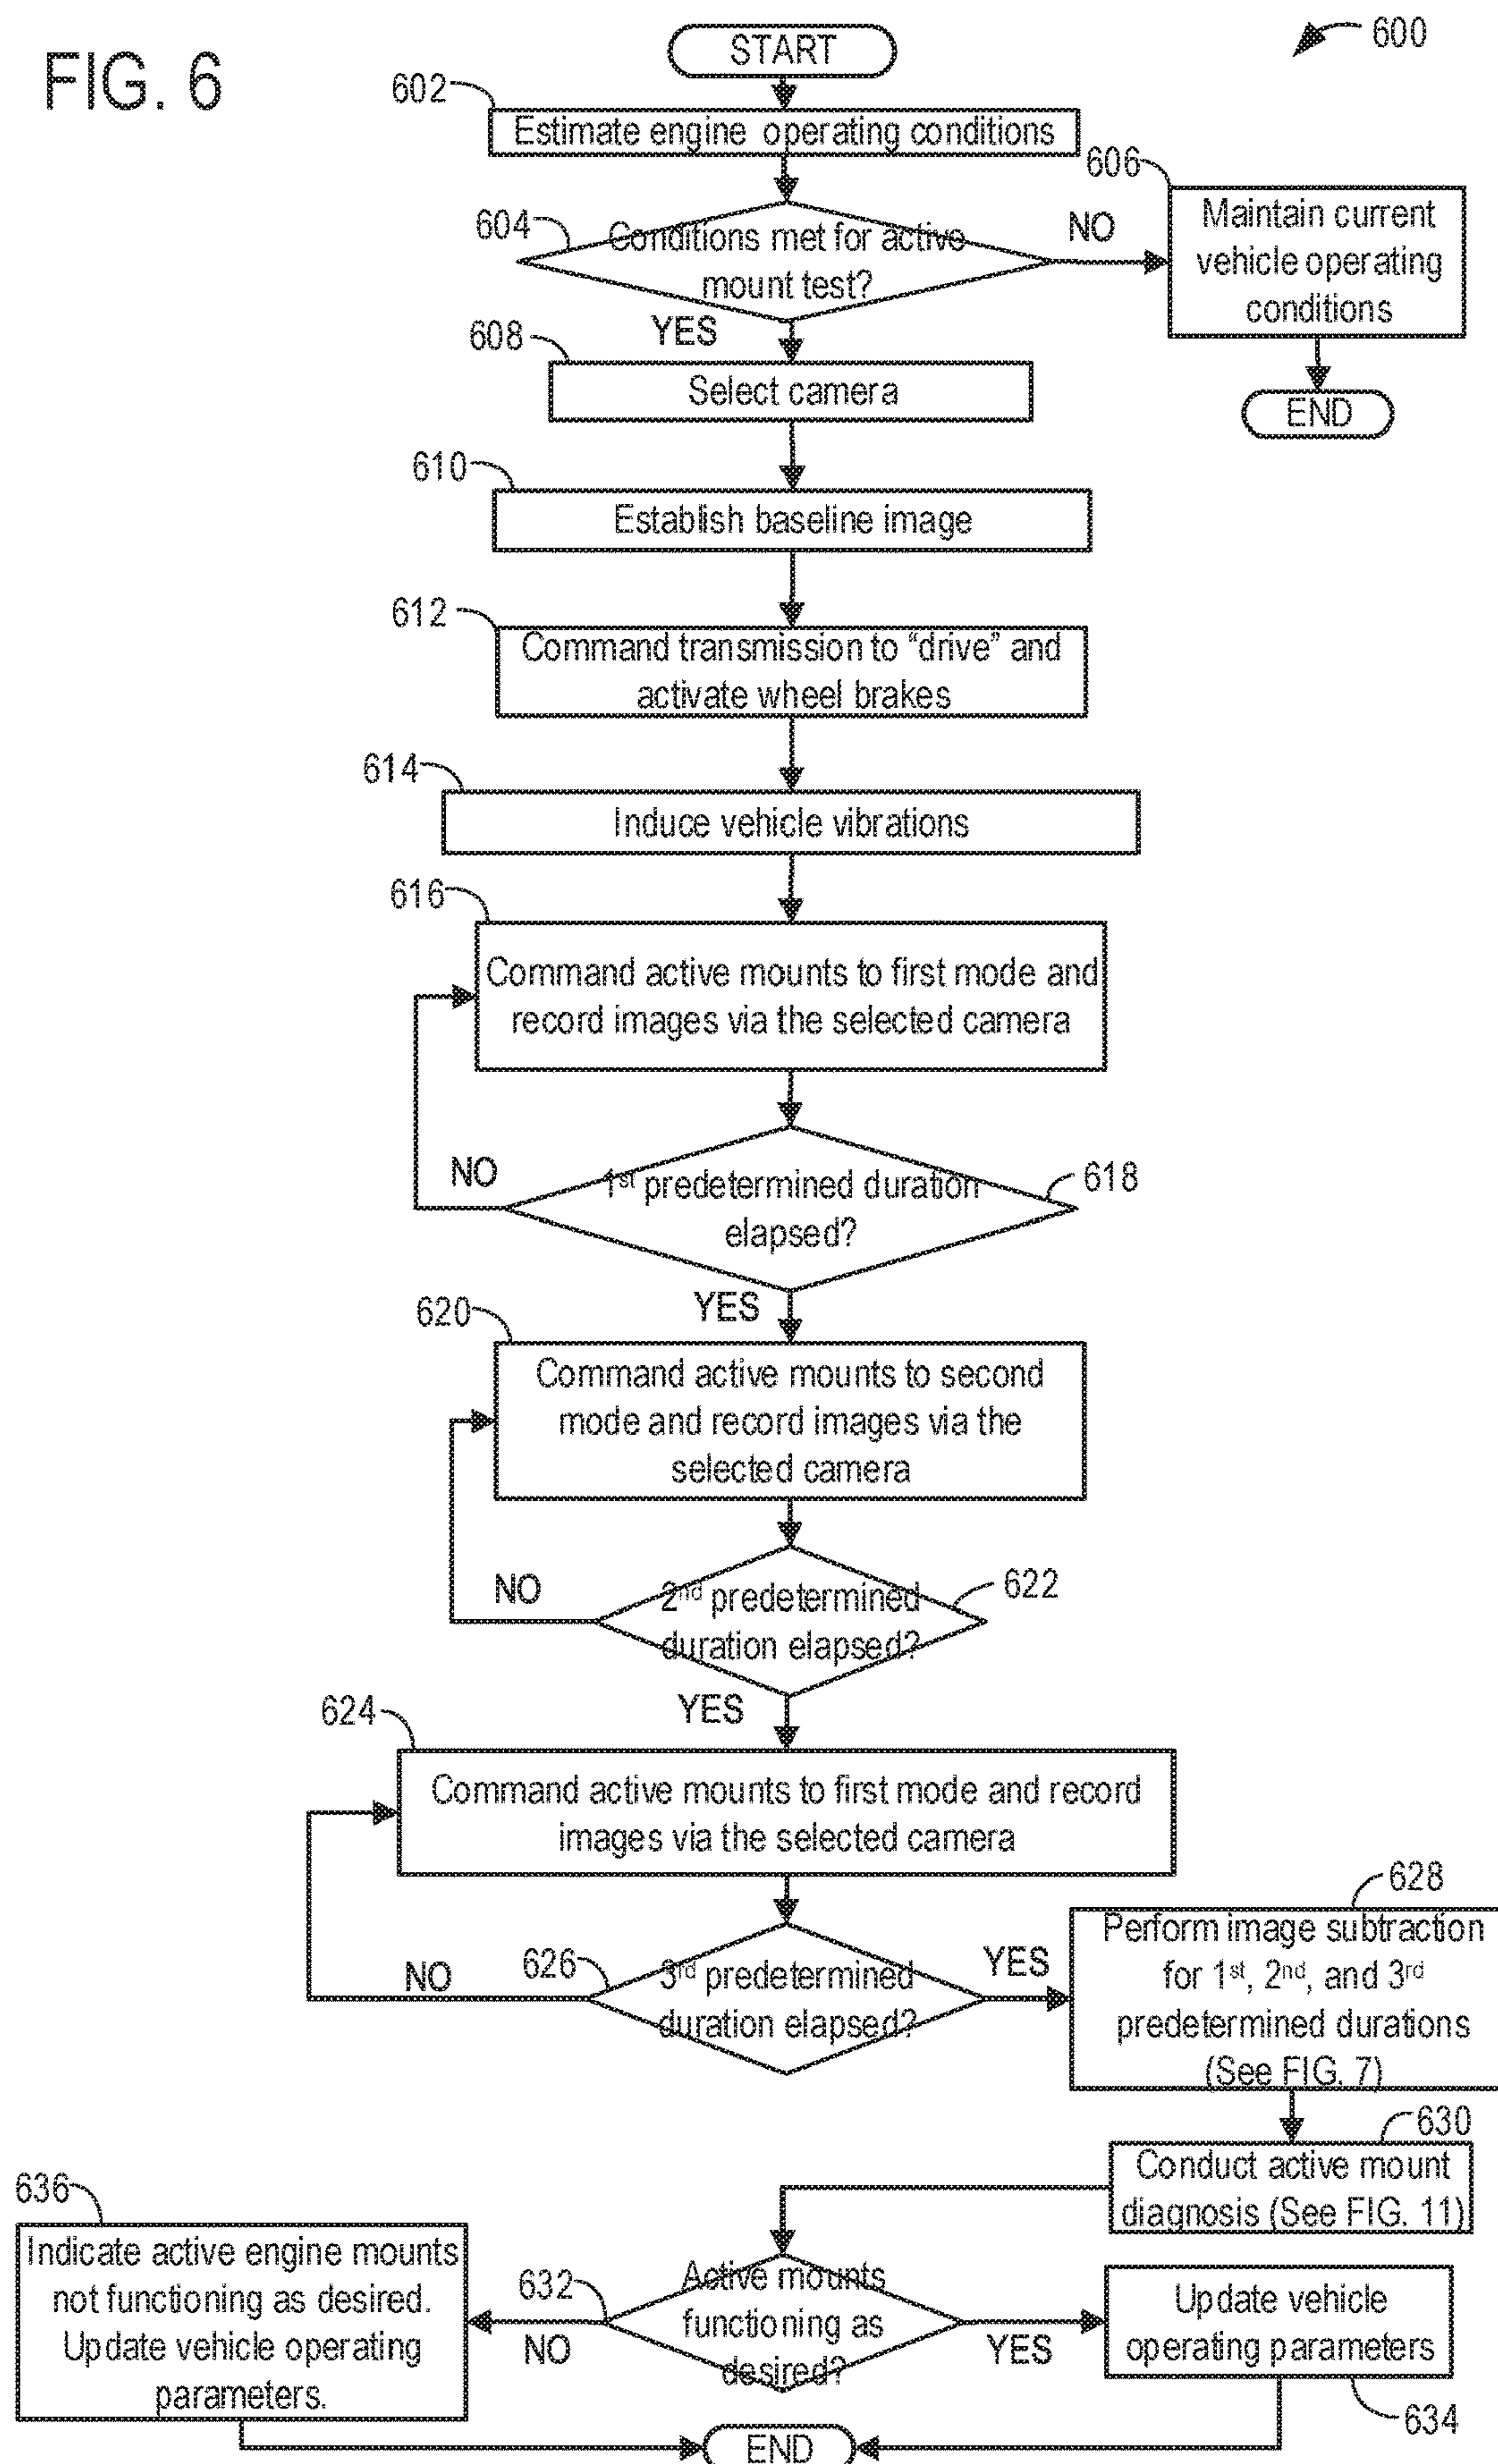 FIG. 6
600
START
602
Estimate engine operating conditions
604
Conditions met for active
mount test?
NO
606
Maintain current
vehicle operating
conditions
END
YES
608
Select camera
610
Establish baseline image
612
Command transmission to “drive” and
activate wheel brakes
614
Induce vehicle vibrations
616
Command active mounts to first mode and
record images via the selected camera
NO
1st predetermined duration
elapsed?
618
YES
620
Command active mounts to second
mode and record images via the
selected camera
NO
2nd predetermined
duration elapsed?
622
YES
624
Command active mounts to first mode and record
images via the selected camera
NO
626
3rd predetermined
duration elapsed?
YES
628
Perform image subtraction
for 1st, 2nd, and 3rd
predetermined durations
(See FIG. 7)
630
Conduct active mount
diagnosis (See FIG. 11)
632
Active mounts
functioning as
desired?
NO
YES
636
Indicate active engine mounts
not functioning as desired.
Update vehicle operating
parameters.
Update vehicle
operating parameters
634
END